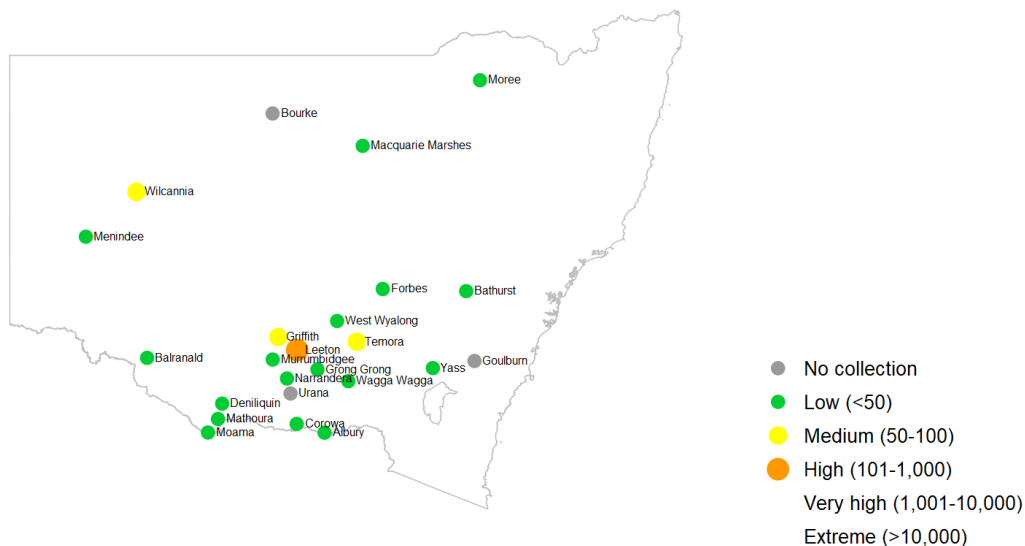 Moree
Bourke
Macquarie Marshes
Wilcannia
Menindee
Forbes
Bathurst
West Wyalong
Griffith
Temora
Leeton
Balranald
Murrumbidgee
Goulburn
Grong Grong
Yass
Narrandera
Wagga Wagga
Urana
Deniliquin
Mathoura
Corowa
Moama
Albury
No collection
Low (<50)
Medium (50-100)
High (101-1,000)
Very high (1,001-10,000)
Extreme (>10,000)